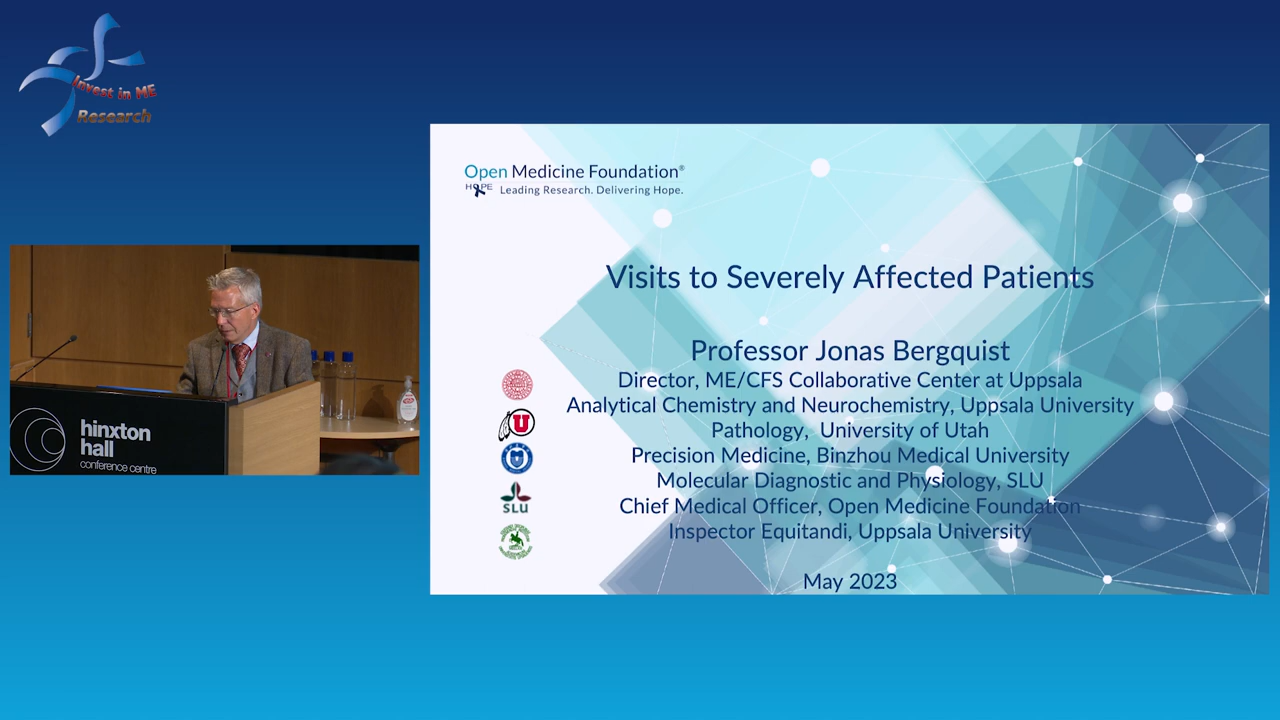 Invest in ME
Research
Open Medicine Foundation®
HOPE Leading Research. Delivering Hope.
Visits to Severely Affected Patients
Professor Jonas Bergquist
Director, ME/CFS Collaborative Center at Uppsala
Analytical Chemistry and Neurochemistry, Uppsala University
Pathology, University of Utah
Precision Medicine, Binzhou Medical University
Molecular Diagnostic and Physiology, SLU
Chief Medical Officer, Open Medicine Foundation
Inspector Equitandi, Uppsala University
May 2023
U
SLU
hinxton
hall
conference centre